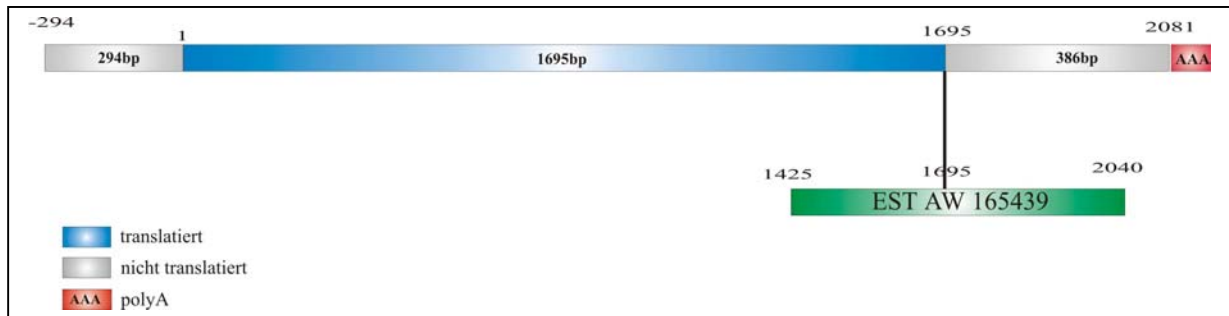 -294 1 1695 2081
294bp 1695bp 386bp AAA
1425 1695 2040
EST AW 165439
translatiert
nicht translatiert
AAA polyA